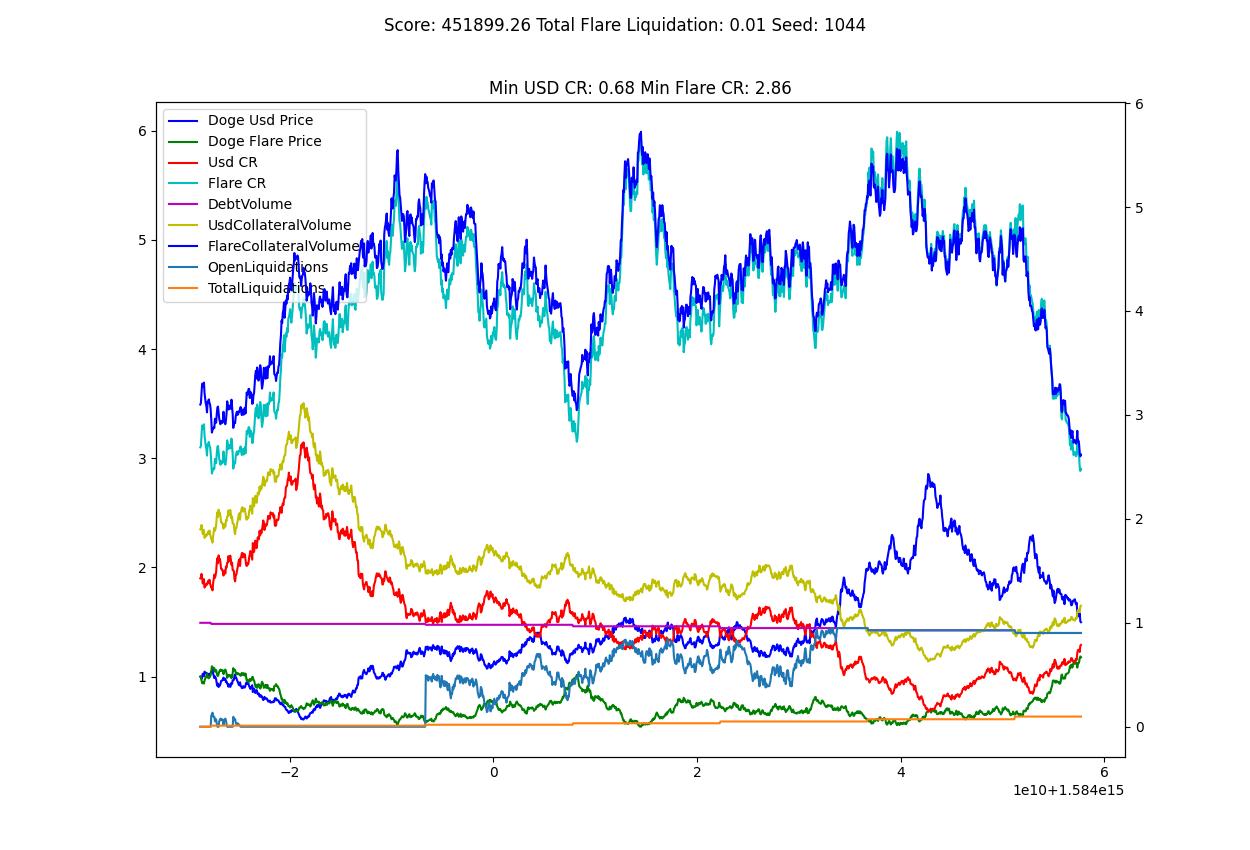 Score: 451899.26 Total Flare Liquidation: 0.01 Seed: 1044
Min USD CR: 0.68 Min Flare CR: 2.86
Doge Usd Price
Doge Flare Price
Usd CR
Flare CR
DebtVolume
UsdCollateralVolume
FlareCollateralVolume
OpenLiquidations
TotalLiquidations
6
5
4
3
2
1
6
5
4
3
2
1
0
−2
0
2
4
6
1e10+1.584e15